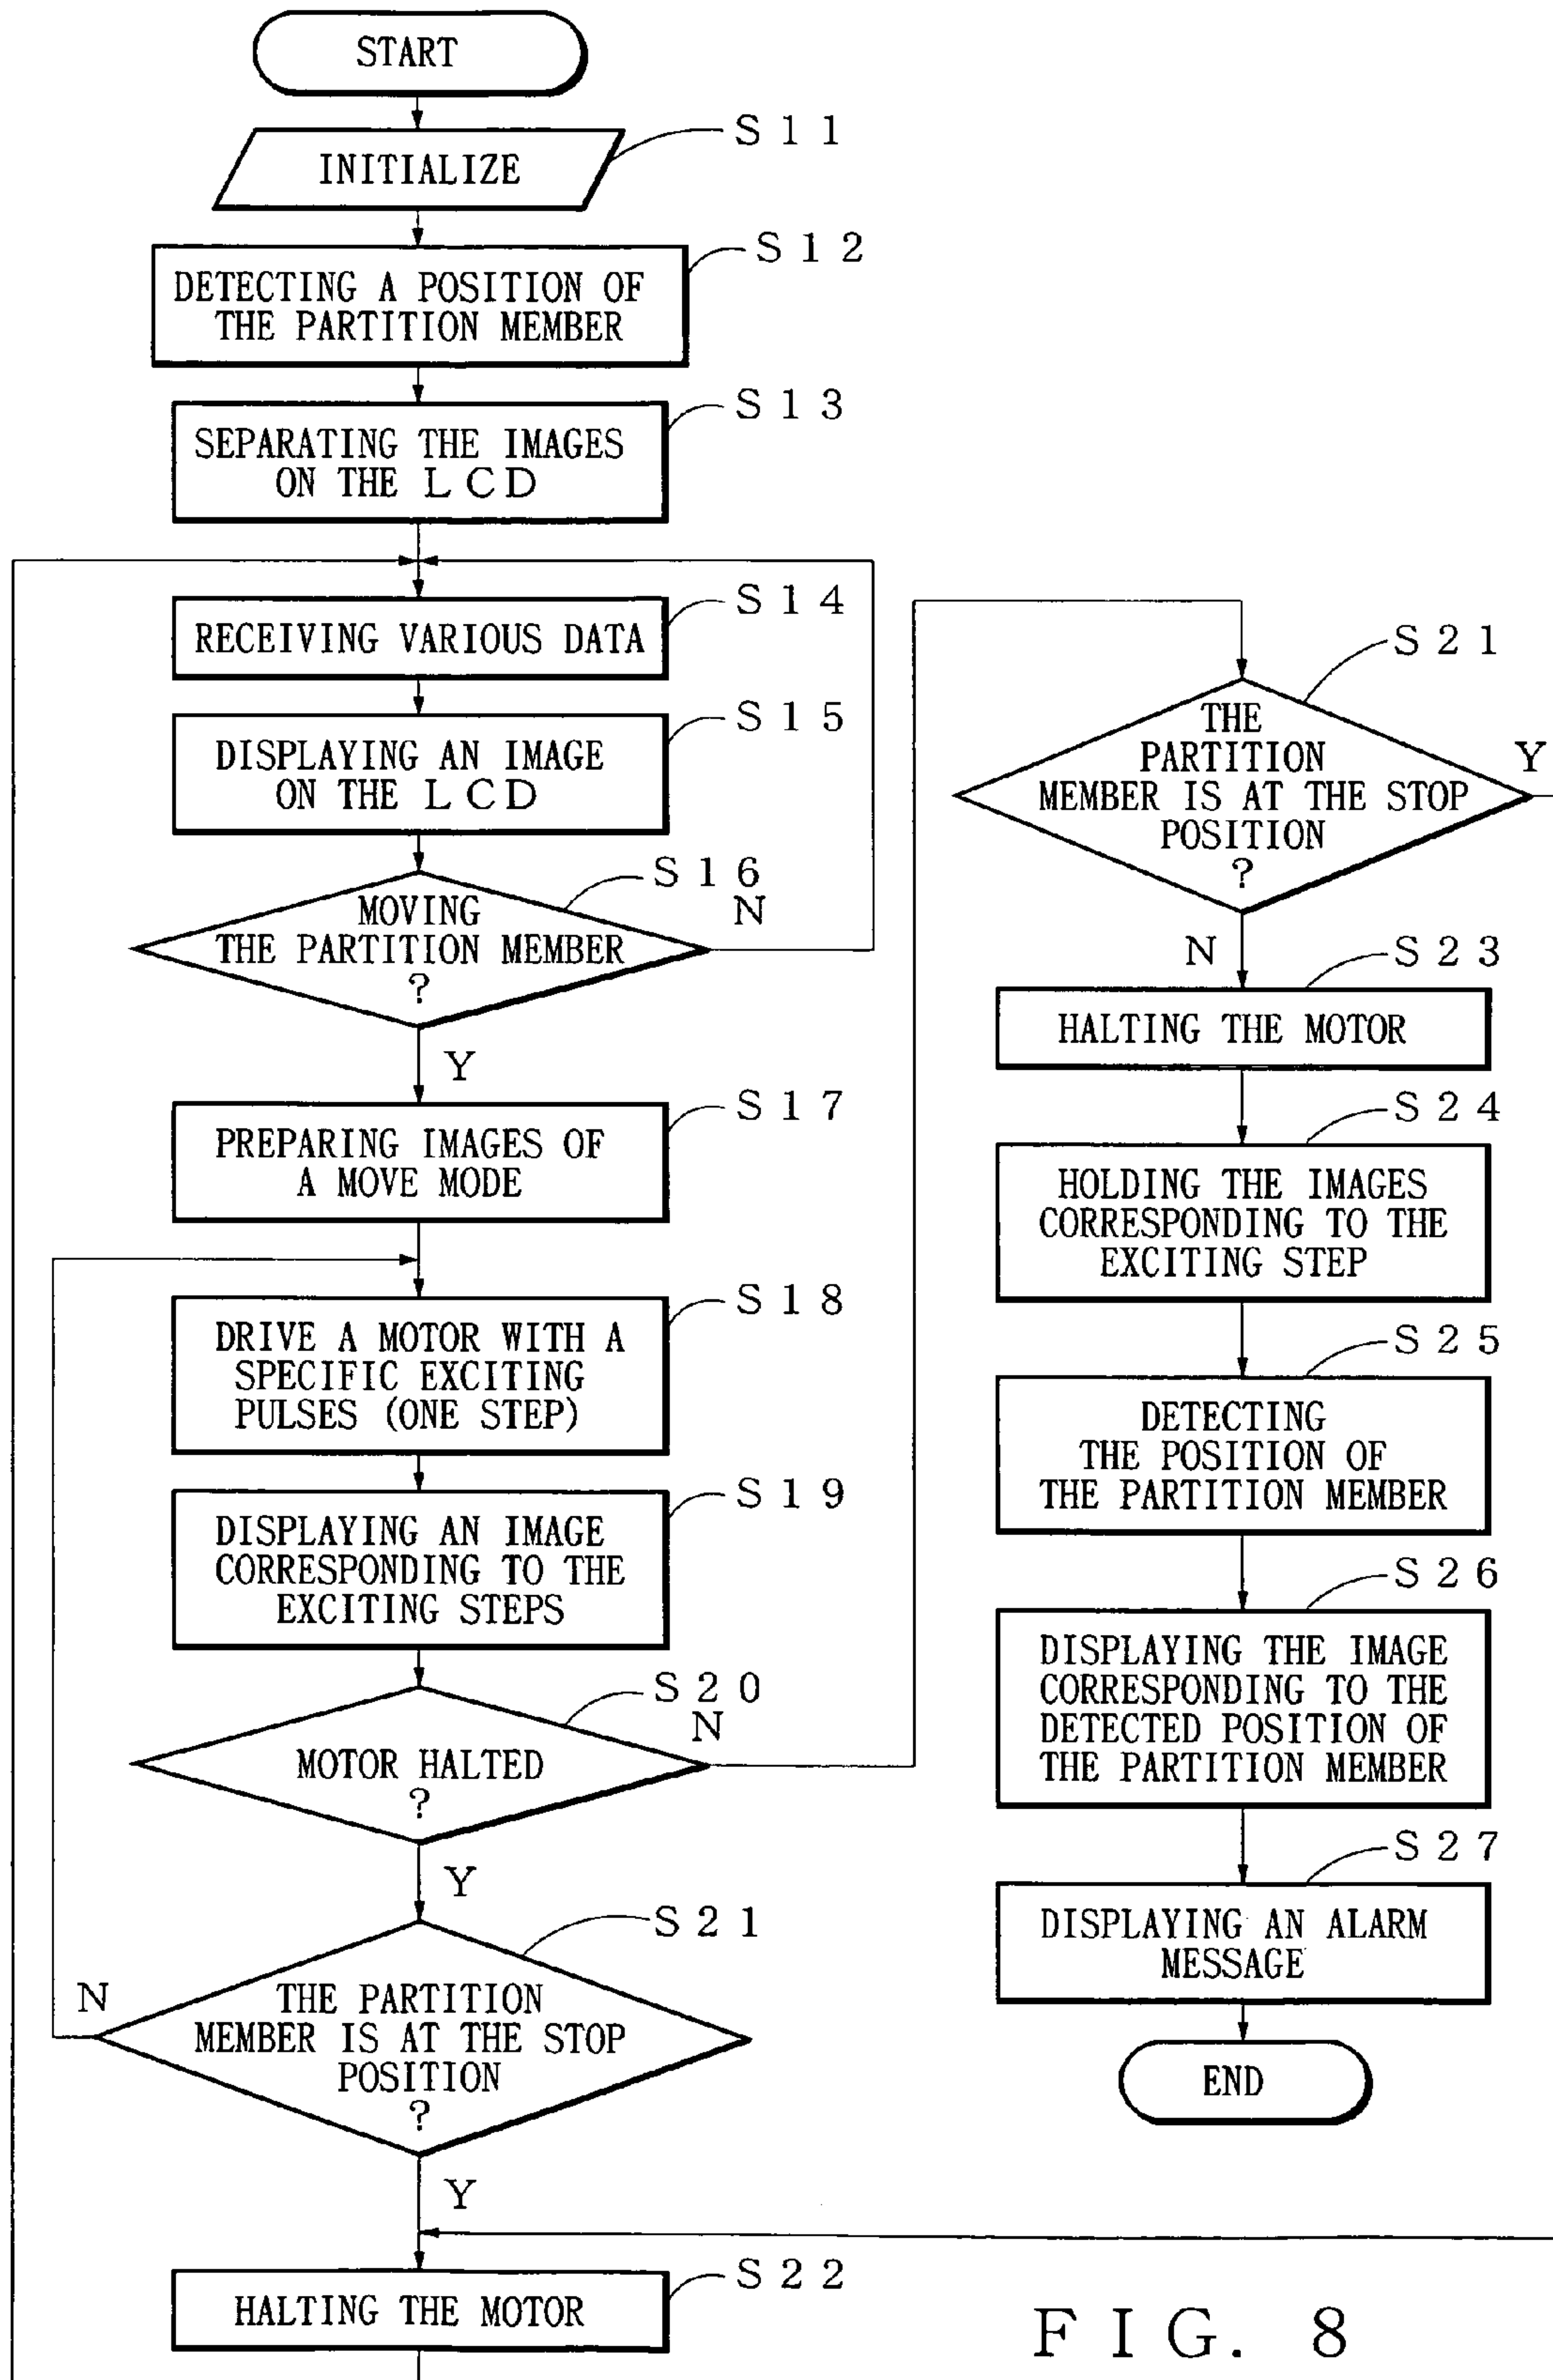 START
INITIALIZE
S11
DETECTING A POSITION OF
THE PARTITION MEMBER
S12
SEPARATING THE IMAGES
ON THE LCD
S13
RECEIVING VARIOUS DATA
S14
DISPLAYING AN IMAGE
ON THE LCD
S15
MOVING
THE PARTITION MEMBER
?
S16
N
Y
PREPARING IMAGES OF
A MOVE MODE
S17
DRIVE A MOTOR WITH A
SPECIFIC EXCITING
PULSES (ONE STEP)
S18
DISPLAYING AN IMAGE
CORRESPONDING TO THE
EXCITING STEPS
S19
MOTOR HALTED
?
S20
N
Y
THE PARTITION
MEMBER IS AT THE STOP
POSITION
?
S21
N
Y
HALTING THE MOTOR
S22
THE
PARTITION
MEMBER IS AT THE STOP
POSITION
?
S21
Y
N
HALTING THE MOTOR
S23
HOLDING THE IMAGES
CORRESPONDING TO THE
EXCITING STEP
S24
DETECTING
THE POSITION OF
THE PARTITION MEMBER
S25
DISPLAYING THE IMAGE
CORRESPONDING TO THE
DETECTED POSITION OF
THE PARTITION MEMBER
S26
DISPLAYING AN ALARM
MESSAGE
S27
END
FIG. 8